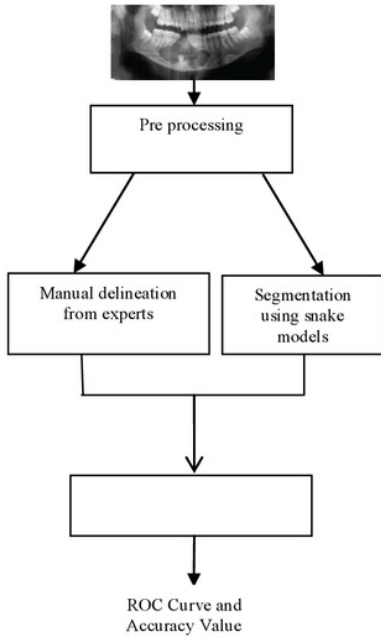 Pre processing
Manual delineation
from experts
Segmentation
using snake
models
ROC Curve and
Accuracy Value